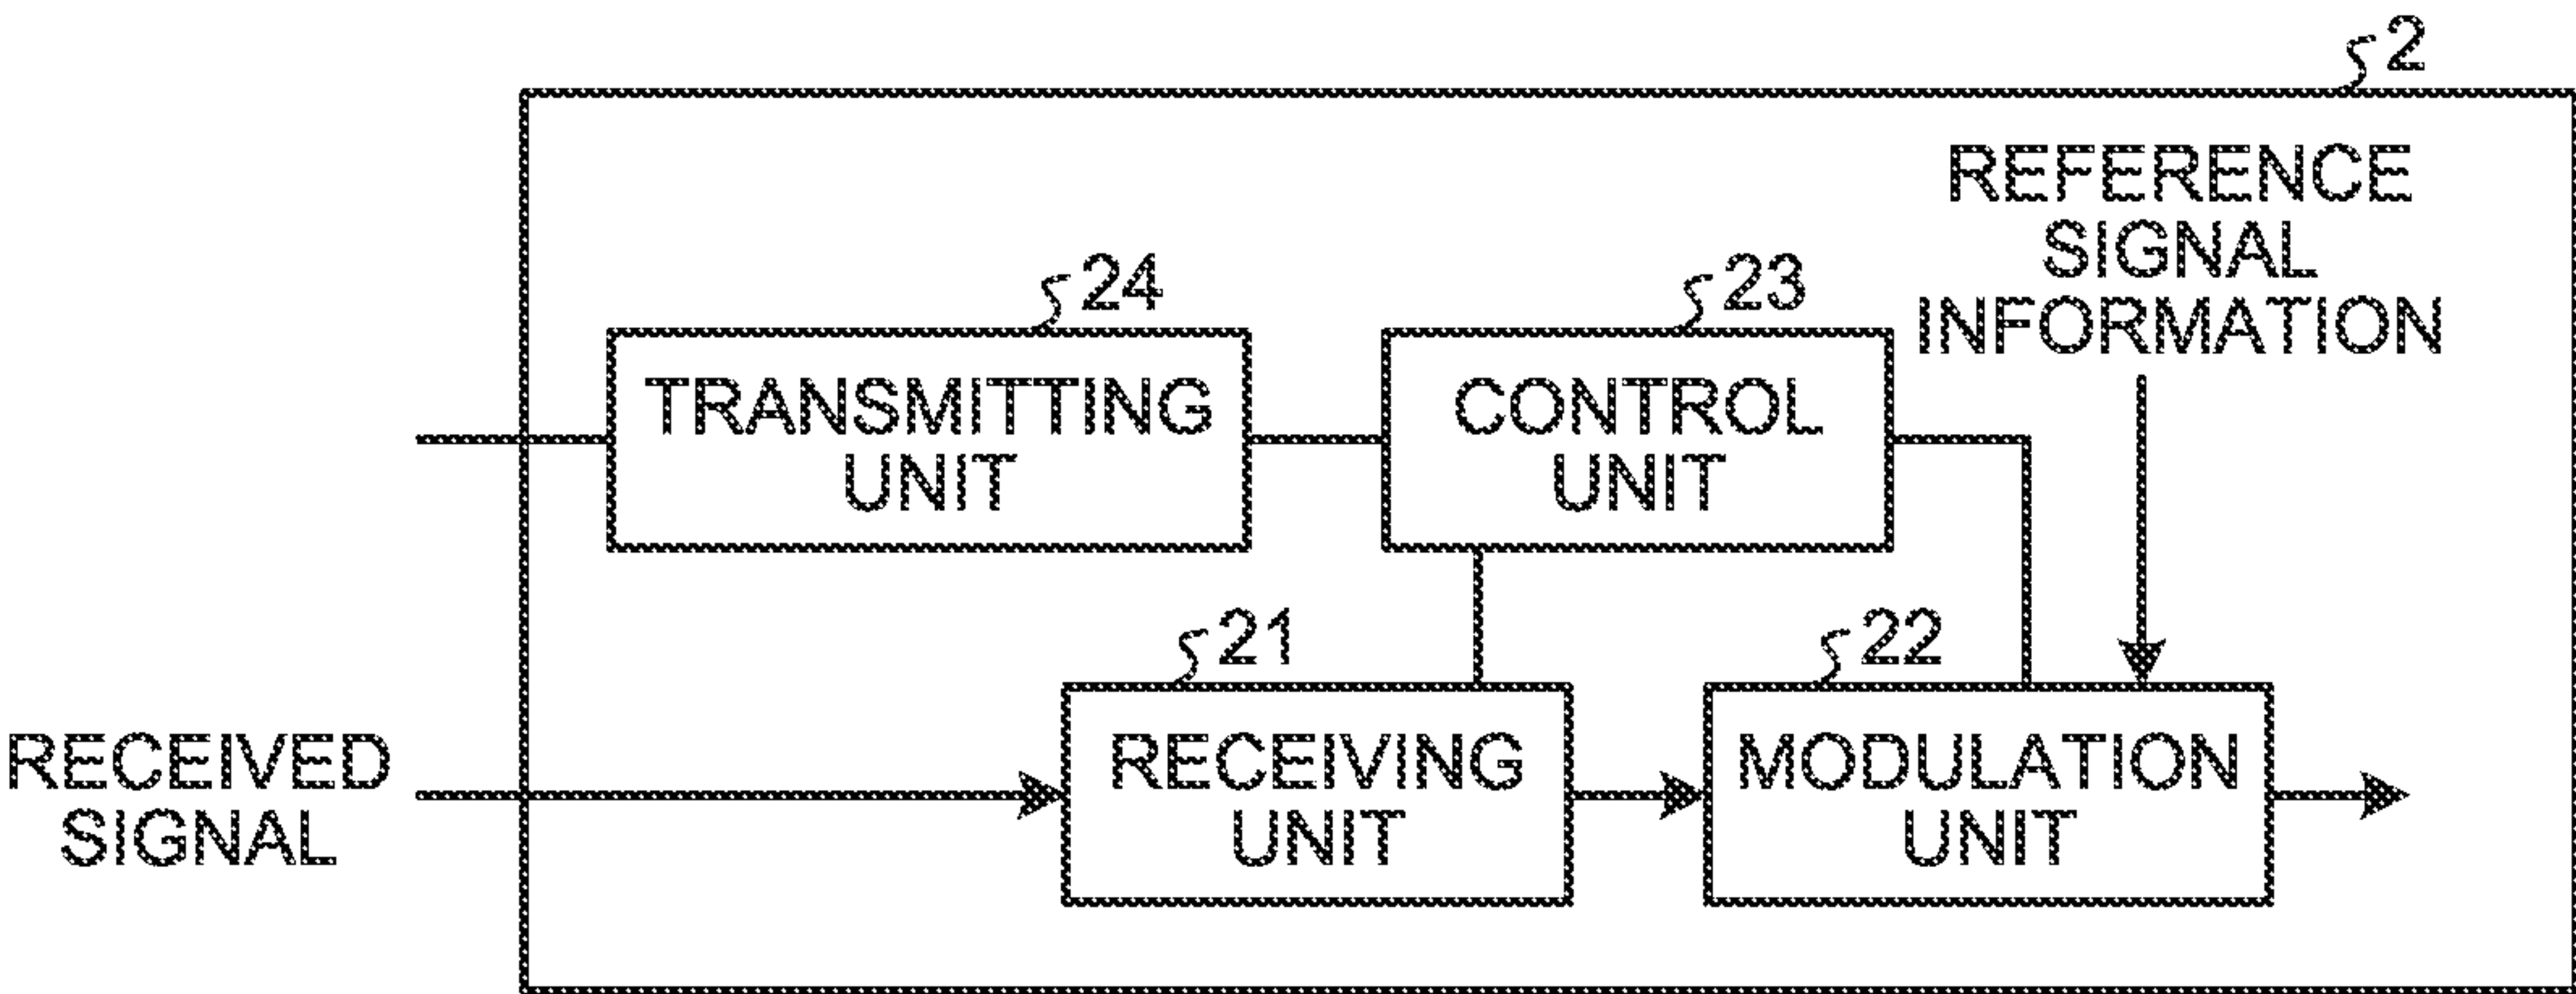 2
REFERENCE
SIGNAL
INFORMATION
24
TRANSMITTING
UNIT
23
CONTROL
UNIT
21
RECEIVING
UNIT
22
MODULATION
UNIT
RECEIVED
SIGNAL